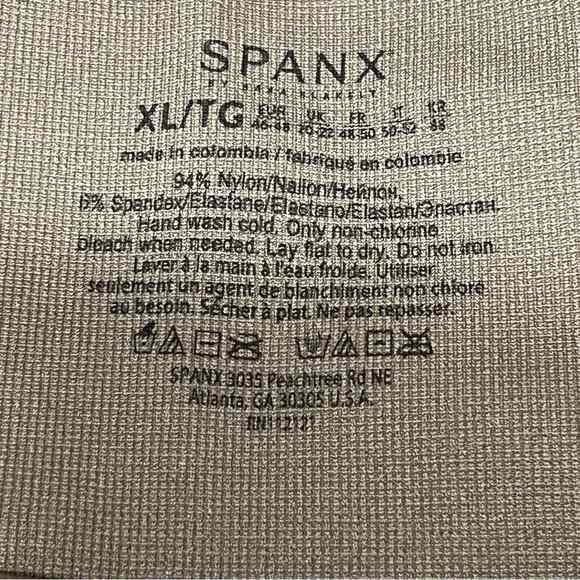 SPANX
BY SARA BLAKELY
XL/TG EUR 46-48 UK 20-22 FR 48-50 IT 50-52 KR 88
made in colombia / fabriqué en colombie
94% Nylon/Nailon/Нейлон,
6% Spandex/Elastane/Elastano/Elastan/Эластан.
Hand wash cold. Only non-chlorine
bleach when needed. Lay flat to dry. Do not iron.
Laver à la main à l'eau froide. Utiliser
seulement un agent de blanchiment non chloré
au besoin. Sécher à plat. Ne pas repasser.
SPANX 3035 Peachtree Rd NE
Atlanta, GA 30305 U.S.A.
RN112121